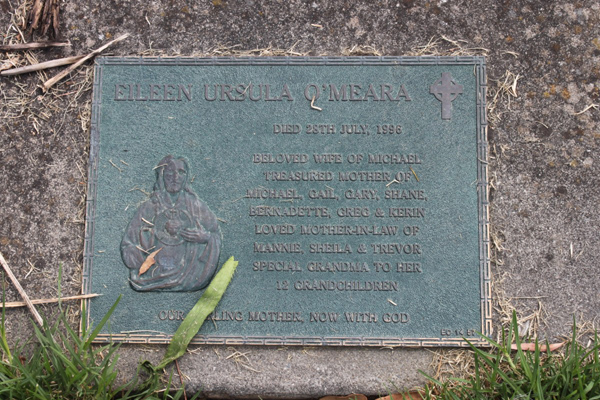 EILEEN URSULA O'MEARA
DIED 28TH JULY, 1996
BELOVED WIFE OF MICHAEL,
TREASURED MOTHER OF
MICHAEL, GAIL, GARY, SHANE,
BERNADETTE, GREG & KERIN
LOVED MOTHER-IN-LAW OF
MANNIE, SHEILA & TREVOR
SPECIAL GRANDMA TO HER
12 GRANDCHILDREN
OUR LING MOTHER, NOW WITH GOD